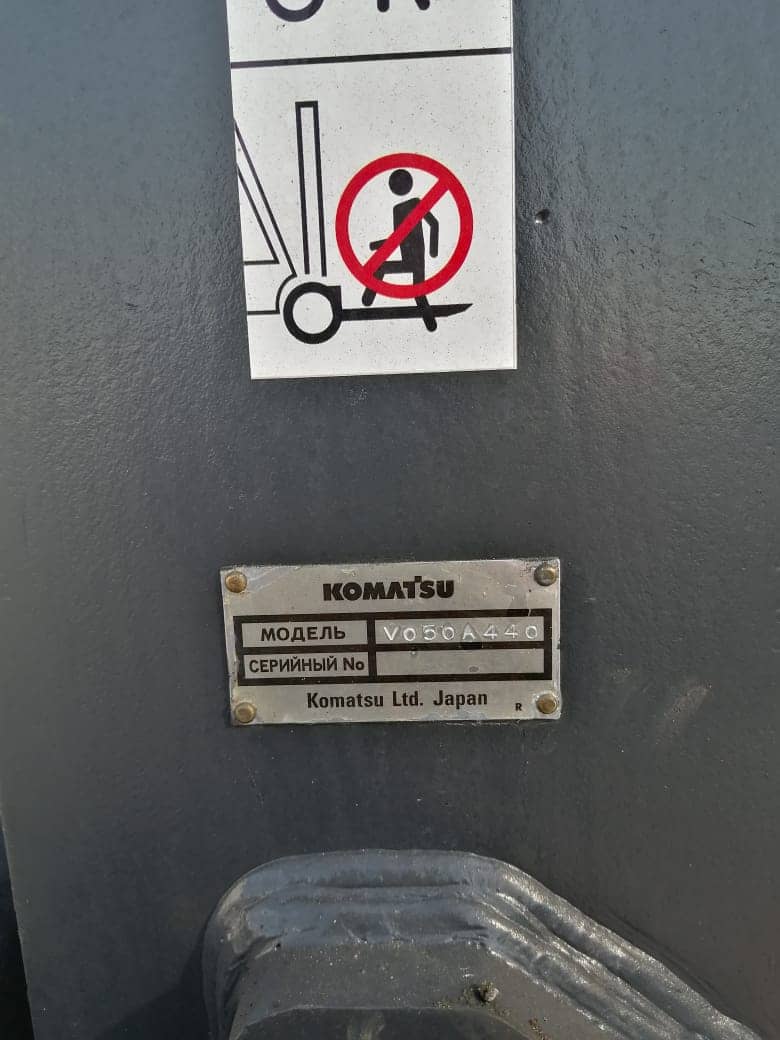 KOMATSU
МОДЕЛЬ V050A440
СЕРИЙНЫЙ No
Komatsu Ltd. Japan R